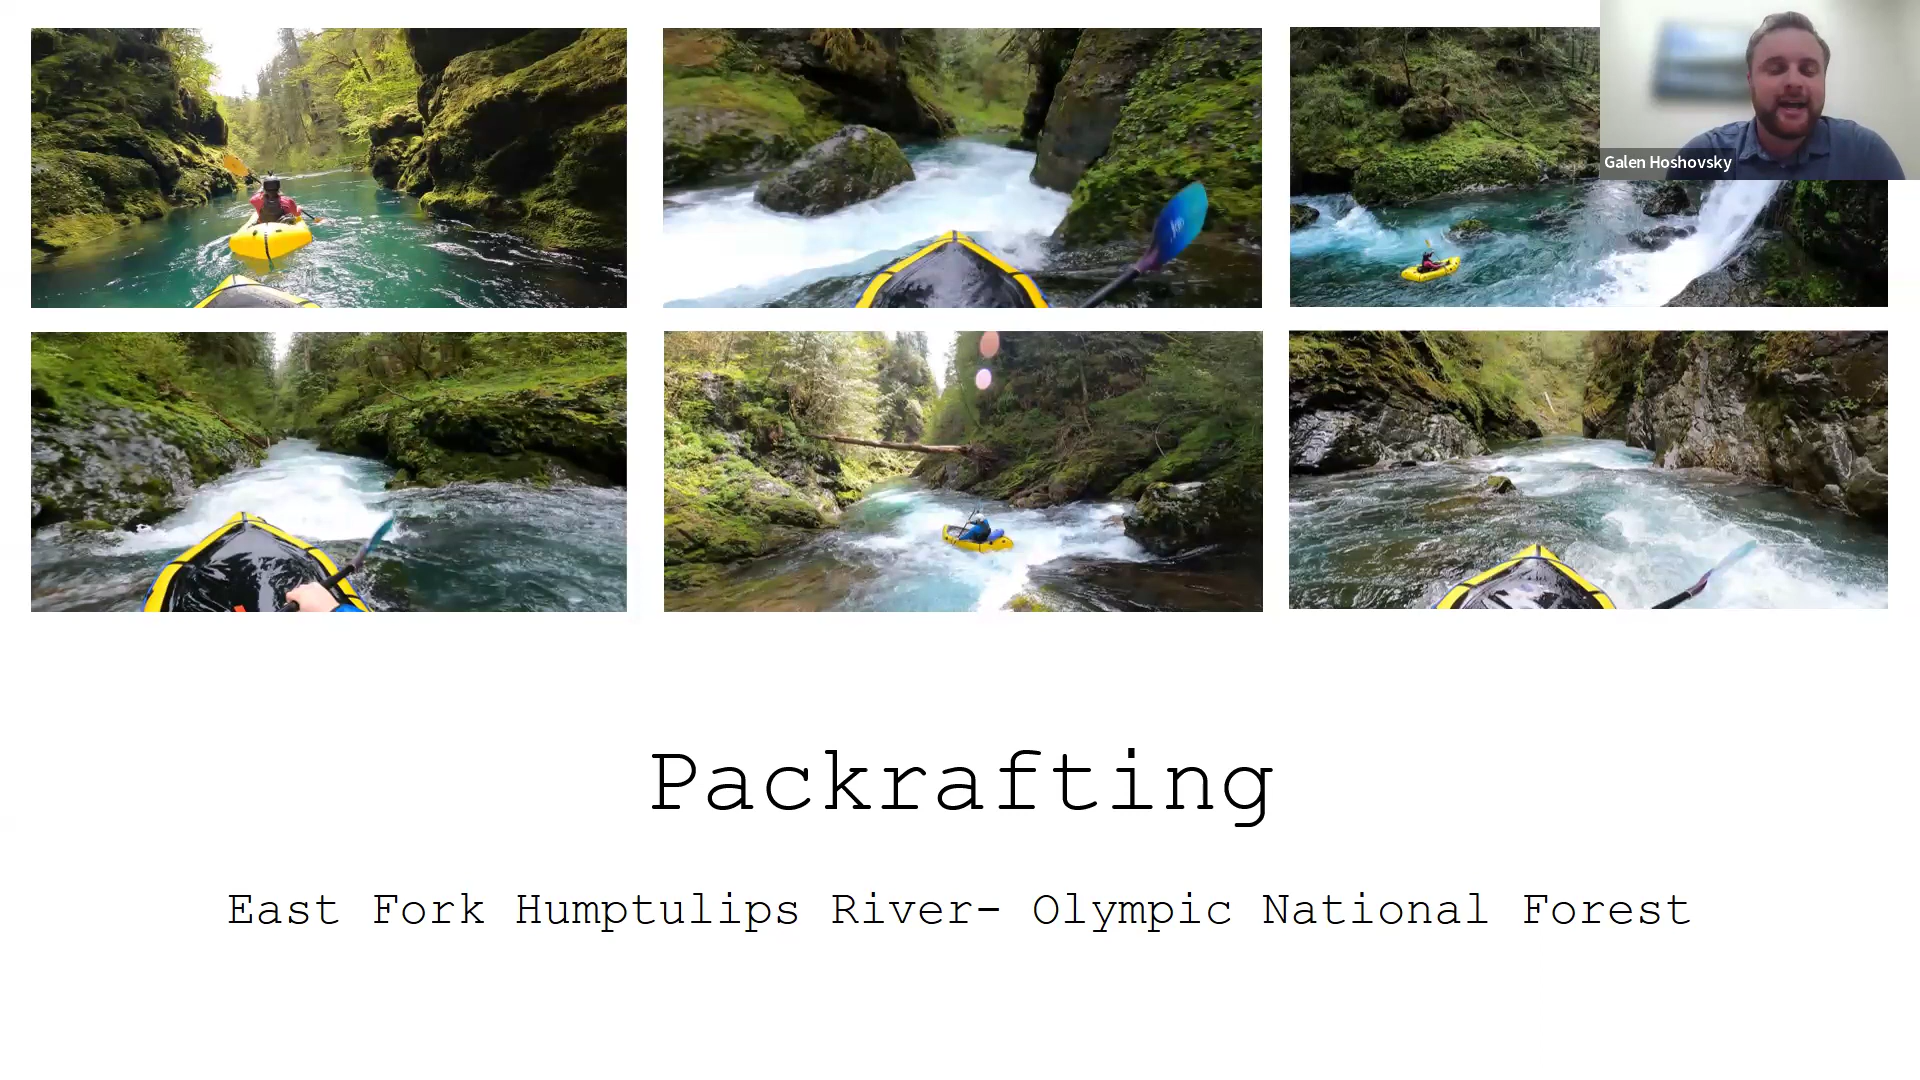 Galen Hoshovsky
Packrafting
East Fork Humptulips River- Olympic National Forest